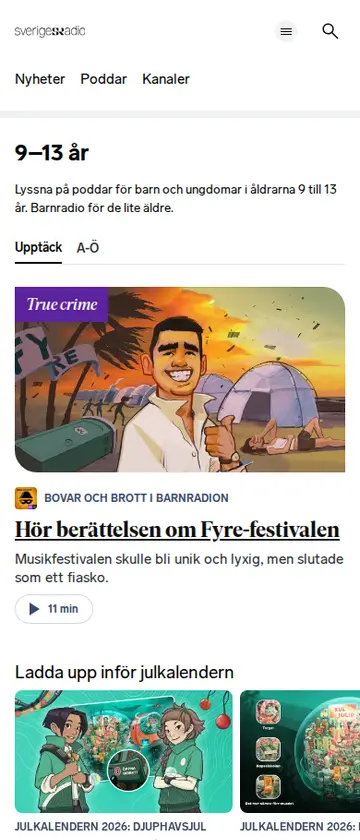 sverigesradio
Nyheter Poddar Kanaler
9–13 år
Lyssna på poddar för barn och ungdomar i åldrarna 9 till 13
år. Barnradio för de lite äldre.
Upptäck A-Ö
True crime
FYRE
BOVAR OCH BROTT I BARNRADION
Hör berättelsen om Fyre-festivalen
Musikfestivalen skulle bli unik och lyxig, men slutade
som ett fiasko.
11 min
Ladda upp inför julkalendern
JULKALENDERN 2026: DJUPHAVSJUL
JULKALENDERN 2026: